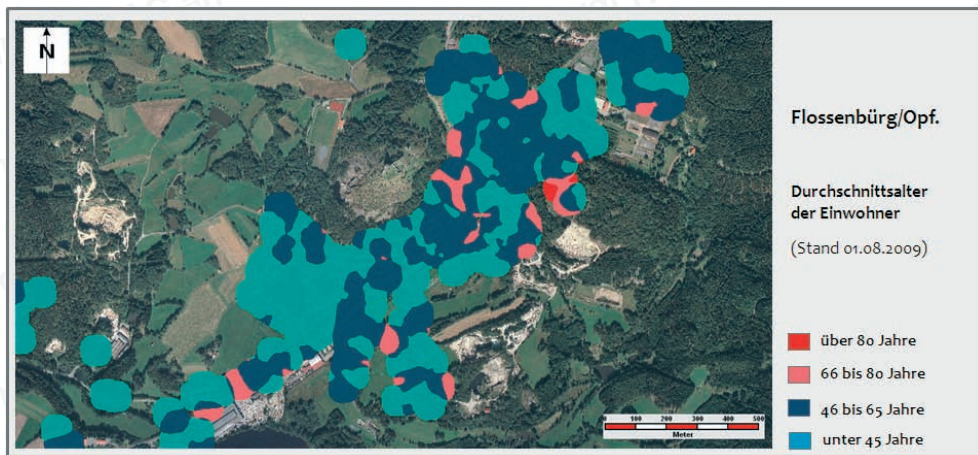 N
Flossenbürg/Opf.
Durchschnittsalter
der Einwohner
(Stand 01.08.2009)
über 80 Jahre
66 bis 80 Jahre
46 bis 65 Jahre
unter 45 Jahre
0 100 200 300 400 500
Meter